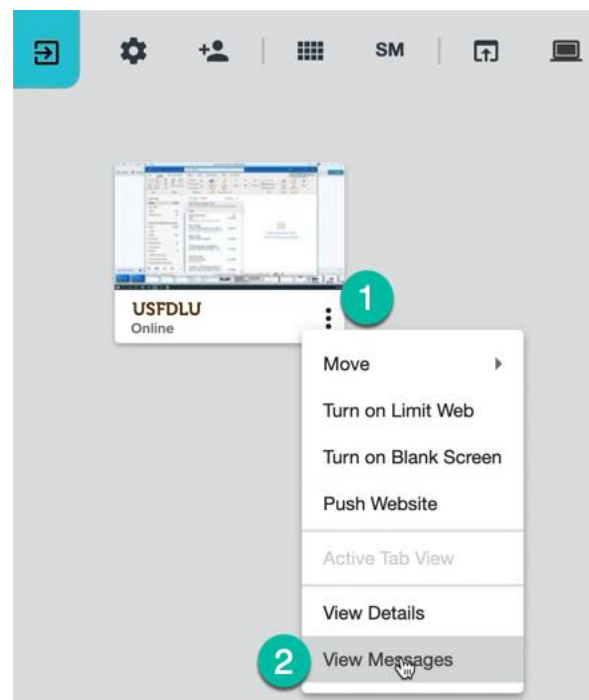 SM
USFDLU
Online
1
Move
Turn on Limit Web
Turn on Blank Screen
Push Website
Active Tab View
View Details
2
View Messages